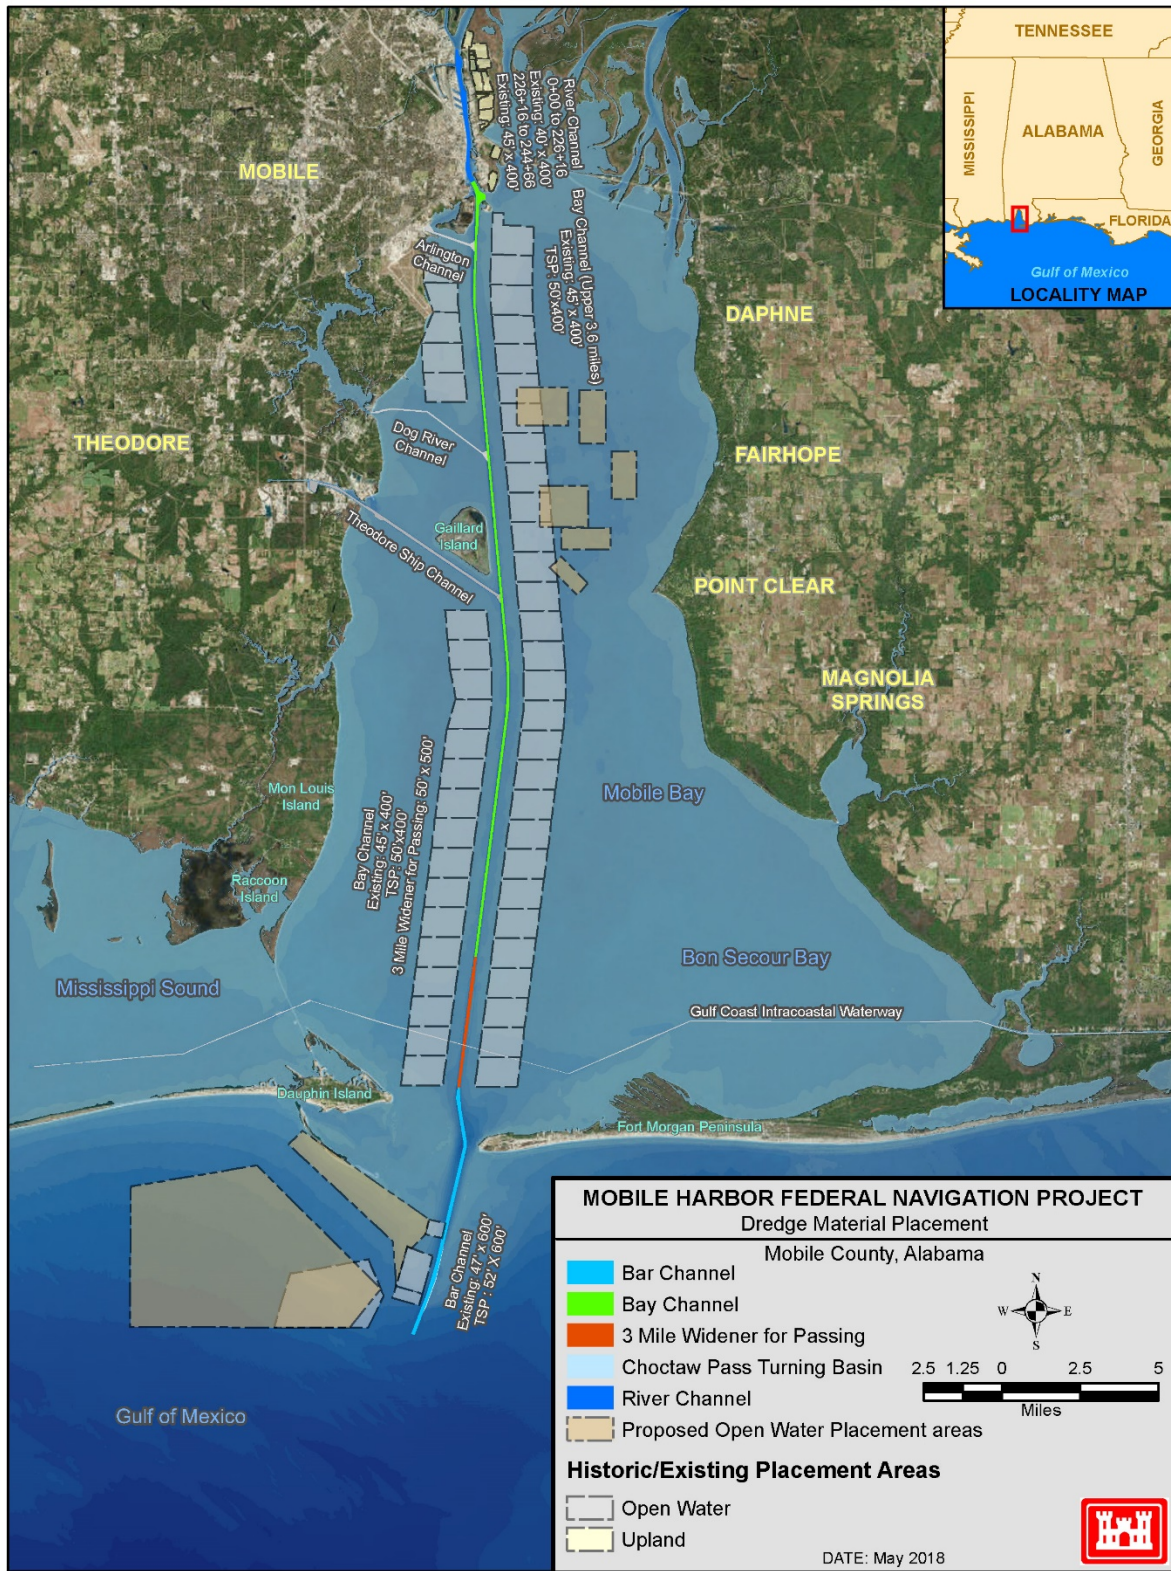 TENNESSEE
MISSISSIPPI
ALABAMA
GEORGIA
FLORIDA
Gulf of Mexico
LOCALITY MAP
River Channel
0+00 to 226+16
Existing: 40' x 400'
226+16 to 244+66
Existing: 45' x 400'
MOBILE
Bay Channel (Upper 3.6 miles)
Existing: 45' x 400'
TSP: 50'x400'
Arlington
Channel
DAPHNE
THEODORE
Dog River
Channel
FAIRHOPE
Theodore Ship Channel
Gaillard
Island
POINT CLEAR
MAGNOLIA
SPRINGS
Mon Louis
Island
Mobile Bay
Bay Channel
Existing: 45' x 400'
TSP: 50'x400'
3 Mile Widener for Passing: 50' x 500'
Raccoon
Island
Mississippi Sound
Bon Secour Bay
Gulf Coast Intracoastal Waterway
Dauphin Island
Fort Morgan Peninsula
Bar Channel
Existing: 47' x 600'
TSP : 52' X 600'
Gulf of Mexico
MOBILE HARBOR FEDERAL NAVIGATION PROJECT
Dredge Material Placement
Mobile County, Alabama
Bar Channel
Bay Channel
3 Mile Widener for Passing
Choctaw Pass Turning Basin
River Channel
Proposed Open Water Placement areas
N
W E
S
2.5 1.25 0 2.5 5
Miles
Historic/Existing Placement Areas
Open Water
Upland
DATE: May 2018